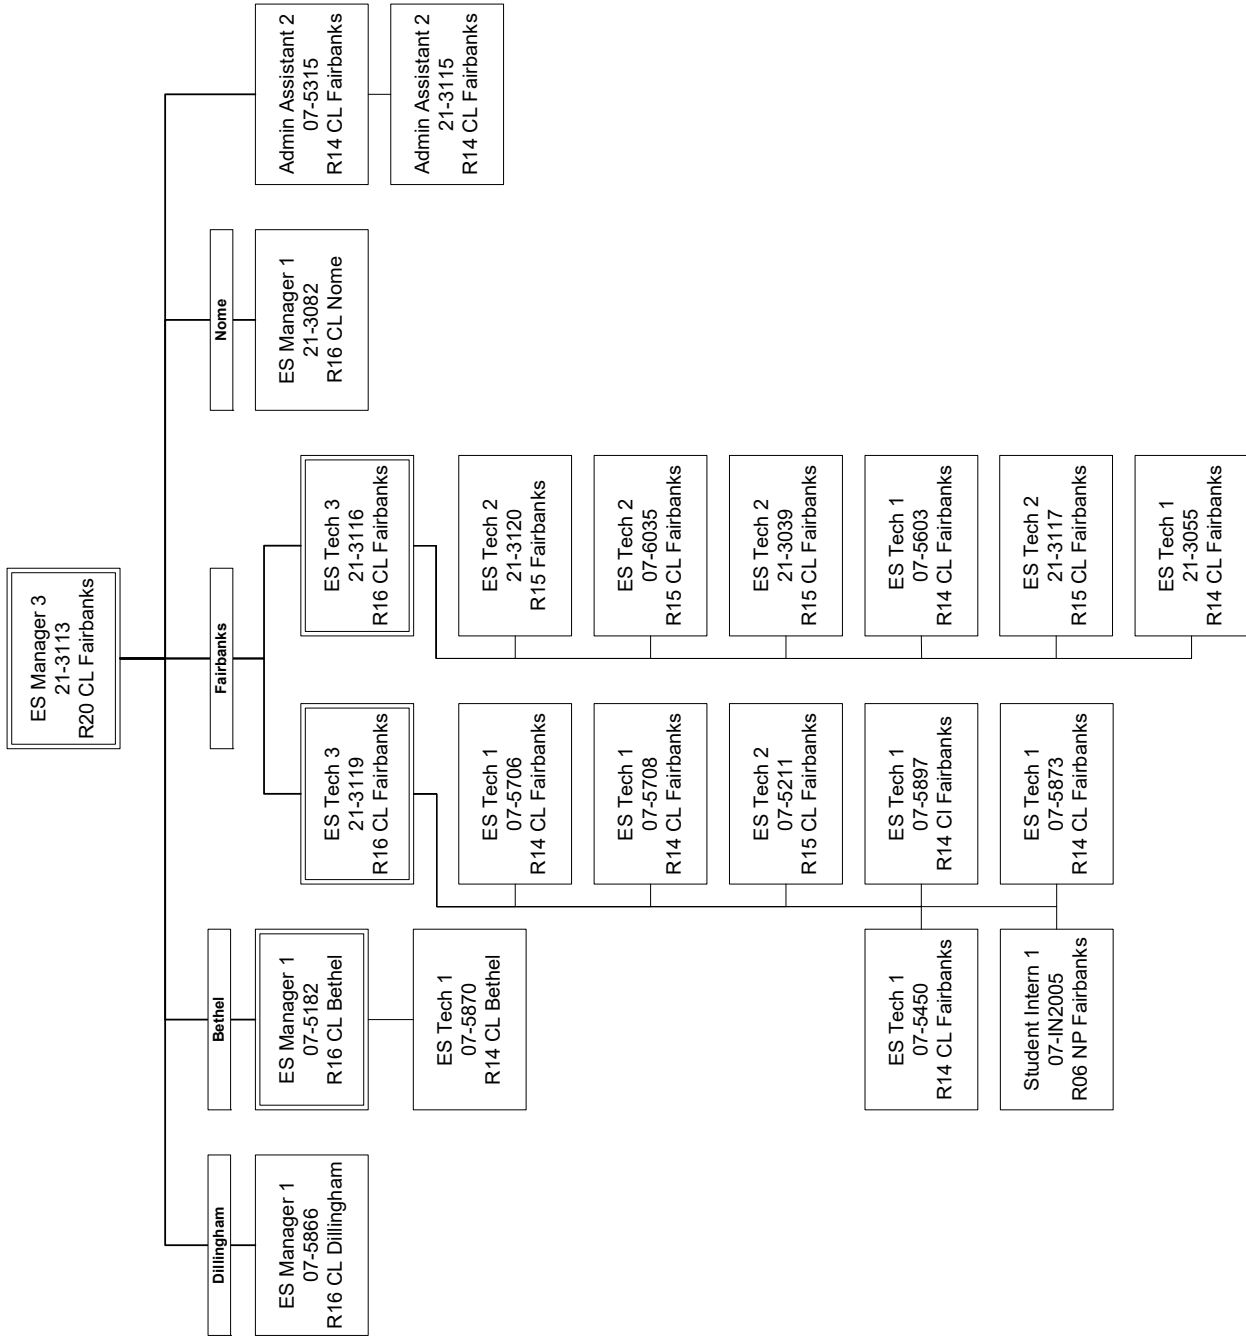 ES Manager 3
21-3113
R20 CL Fairbanks
Dillingham
ES Manager 1
07-5866
R16 CL Dillingham
Bethel
ES Manager 1
07-5182
R16 CL Bethel
ES Tech 1
07-5870
R14 CL Bethel
Fairbanks
ES Tech 3
21-3119
R16 CL Fairbanks
ES Tech 1
07-5706
R14 CL Fairbanks
ES Tech 1
07-5708
R14 CL Fairbanks
ES Tech 2
07-5211
R15 CL Fairbanks
ES Tech 1
07-5450
R14 CL Fairbanks
ES Tech 1
07-5897
R14 Cl Fairbanks
Student Intern 1
07-IN2005
R06 NP Fairbanks
ES Tech 1
07-5873
R14 CL Fairbanks
ES Tech 3
21-3116
R16 CL Fairbanks
ES Tech 2
21-3120
R15 Fairbanks
ES Tech 2
07-6035
R15 CL Fairbanks
ES Tech 2
21-3039
R15 CL Fairbanks
ES Tech 1
07-5603
R14 CL Fairbanks
ES Tech 2
21-3117
R15 CL Fairbanks
ES Tech 1
21-3055
R14 CL Fairbanks
Nome
ES Manager 1
21-3082
R16 CL Nome
Admin Assistant 2
07-5315
R14 CL Fairbanks
Admin Assistant 2
21-3115
R14 CL Fairbanks